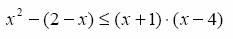 x² − (2 − x) ≤ (x + 1) · (x − 4)